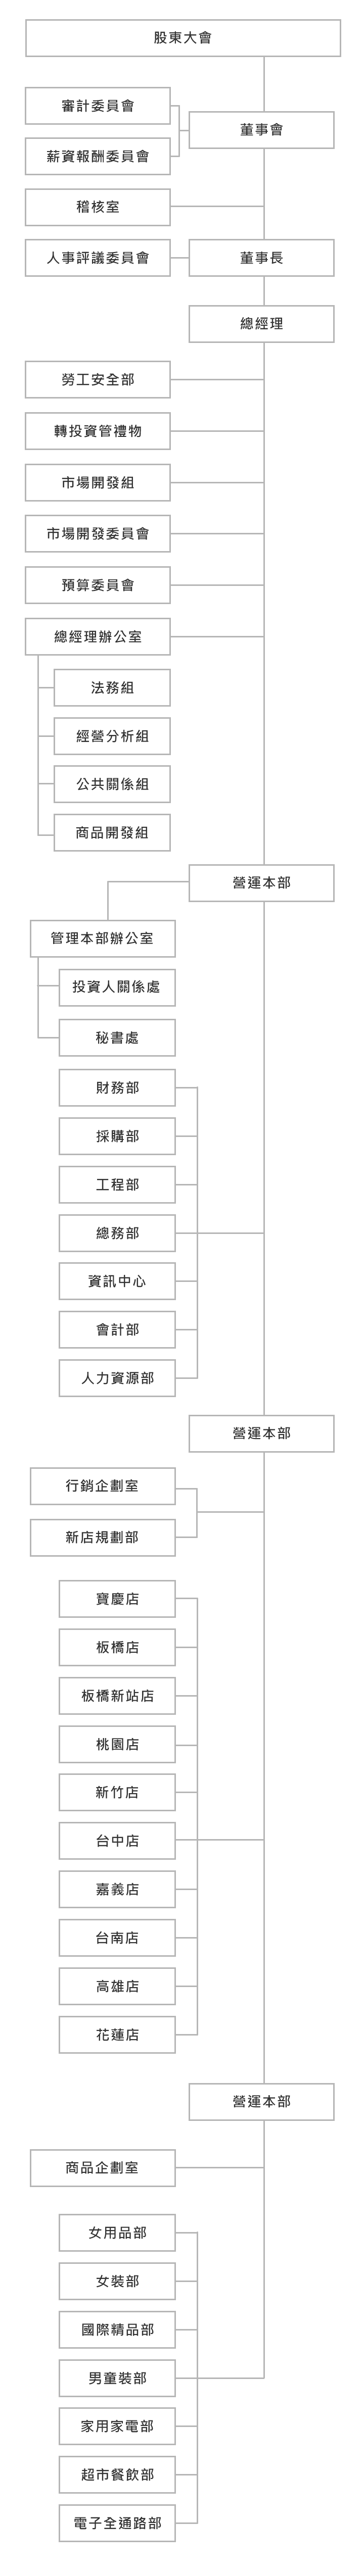 股東大會
審計委員會
董事會
薪資報酬委員會
稽核室
人事評議委員會
董事長
總經理
勞工安全部
轉投資管禮物
市場開發組
市場開發委員會
預算委員會
總經理辦公室
法務組
經營分析組
公共關係組
商品開發組
營運本部
管理本部辦公室
投資人關係處
秘書處
財務部
採購部
工程部
總務部
資訊中心
會計部
人力資源部
營運本部
行銷企劃室
新店規劃部
寶慶店
板橋店
板橋新站店
桃園店
新竹店
台中店
嘉義店
台南店
高雄店
花蓮店
營運本部
商品企劃室
女用品部
女裝部
國際精品部
男童裝部
家用家電部
超市餐飲部
電子全通路部